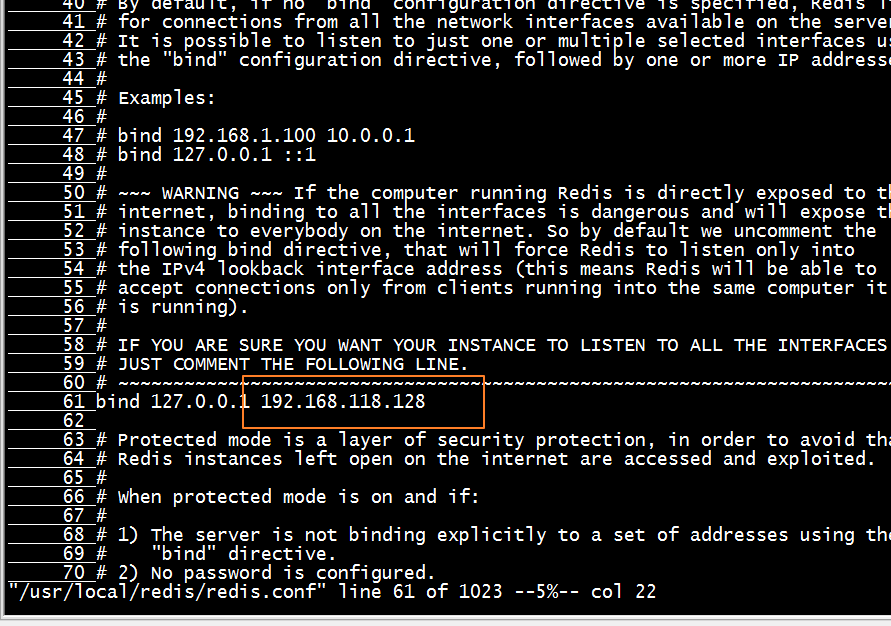 40 # By default, if no "bind" configuration directive is specified, Redis
41 # for connections from all the network interfaces available on the server
42 # It is possible to listen to just one or multiple selected interfaces
43 # the "bind" configuration directive, followed by one or more IP
44 #
45 # Examples:
46 #
47 # bind 192.168.1.100 10.0.0.1
48 # bind 127.0.0.1 ::1
49 #
50 # ~~~ WARNING ~~~ If the computer running Redis is directly exposed to
51 # internet, binding to all the interfaces is dangerous and will expose
52 # instance to everybody on the internet. So by default we uncomment the
53 # following bind directive, that will force Redis to listen only into
54 # the IPv4 lookback interface address (this means Redis will be able to
55 # accept connections only from clients running into the same computer it
56 # is running).
57 #
58 # IF YOU ARE SURE YOU WANT YOUR INSTANCE TO LISTEN TO ALL THE INTERFACES
59 # JUST COMMENT THE FOLLOWING LINE.
60 # ~~~~~~~~~~~~~~~~~~~~~~~~~~~~~~~~~~~~~~~~~~~~~~~~~~~~~~~~~~~~~~~~~~~~~~
61 bind 127.0.0.1 192.168.118.128
62
63 # Protected mode is a layer of security protection, in order to avoid
64 # Redis instances left open on the internet are accessed and exploited.
65 #
66 # When protected mode is on and if:
67 #
68 # 1) The server is not binding explicitly to a set of addresses using
69 #    "bind" directive.
70 # 2) No password is configured.
"/usr/local/redis/redis.conf" line 61 of 1023 --5%-- col 22